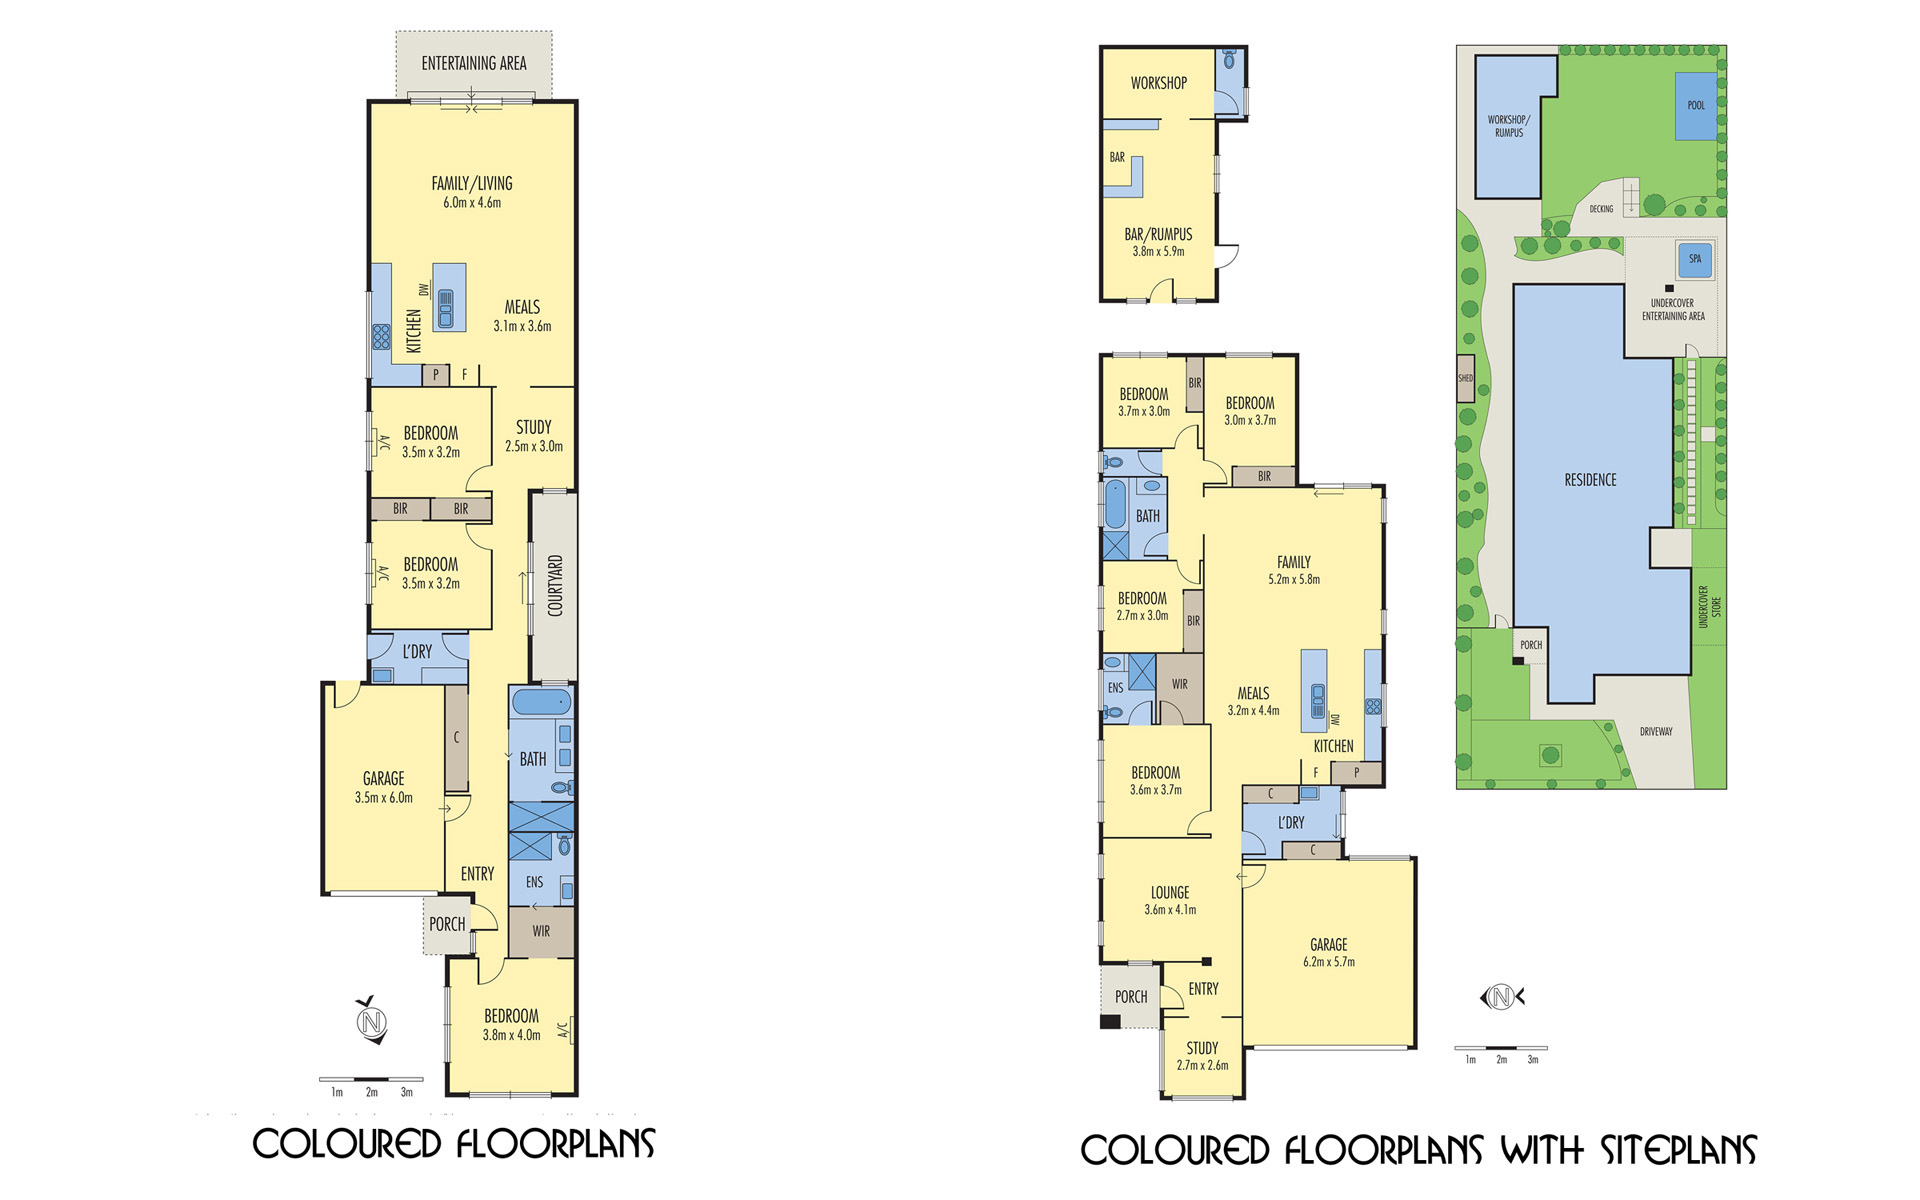 ENTERTAINING AREA
FAMILY/LIVING
6.0m x 4.6m
DW
KITCHEN
MEALS
3.1m x 3.6m
P
F
A/C
BEDROOM
3.5m x 3.2m
STUDY
2.5m x 3.0m
BIR
BIR
A/C
BEDROOM
3.5m x 3.2m
COURTYARD
L'DRY
C
GARAGE
3.5m x 6.0m
BATH
ENTRY
ENS
PORCH
WIR
BEDROOM
3.8m x 4.0m
A/C
N
1m 2m 3m
COLOURED FLOORPLANS
WORKSHOP
BAR
BAR/RUMPUS
3.8m x 5.9m
BEDROOM
3.7m x 3.0m
BIR
BEDROOM
3.0m x 3.7m
BIR
BATH
FAMILY
5.2m x 5.8m
BEDROOM
2.7m x 3.0m
BIR
ENS
WIR
MEALS
3.2m x 4.4m
DW
KITCHEN
F
P
BEDROOM
3.6m x 3.7m
C
L'DRY
C
LOUNGE
3.6m x 4.1m
GARAGE
6.2m x 5.7m
PORCH
ENTRY
STUDY
2.7m x 2.6m
WORKSHOP/
RUMPUS
POOL
DECKING
SPA
UNDERCOVER
ENTERTAINING AREA
SHED
RESIDENCE
UNDERCOVER
STORE
PORCH
DRIVEWAY
N
1m 2m 3m
COLOURED FLOORPLANS WITH SITEPLANS